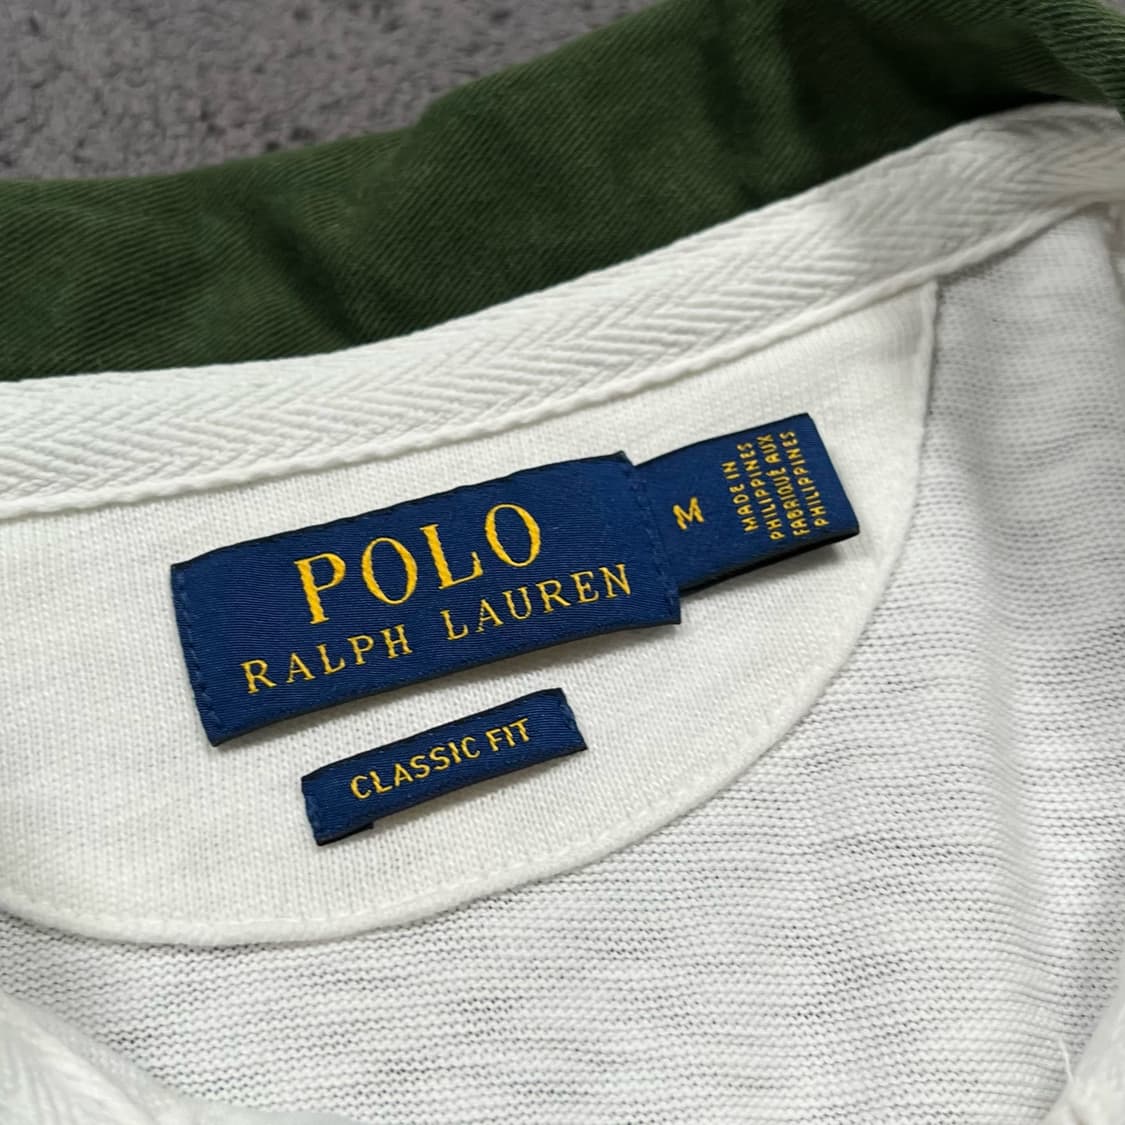 POLO
RALPH LAUREN
M
MADE IN
PHILIPPINES
FABRIQUÉ AUX
PHILIPPINES
CLASSIC FIT